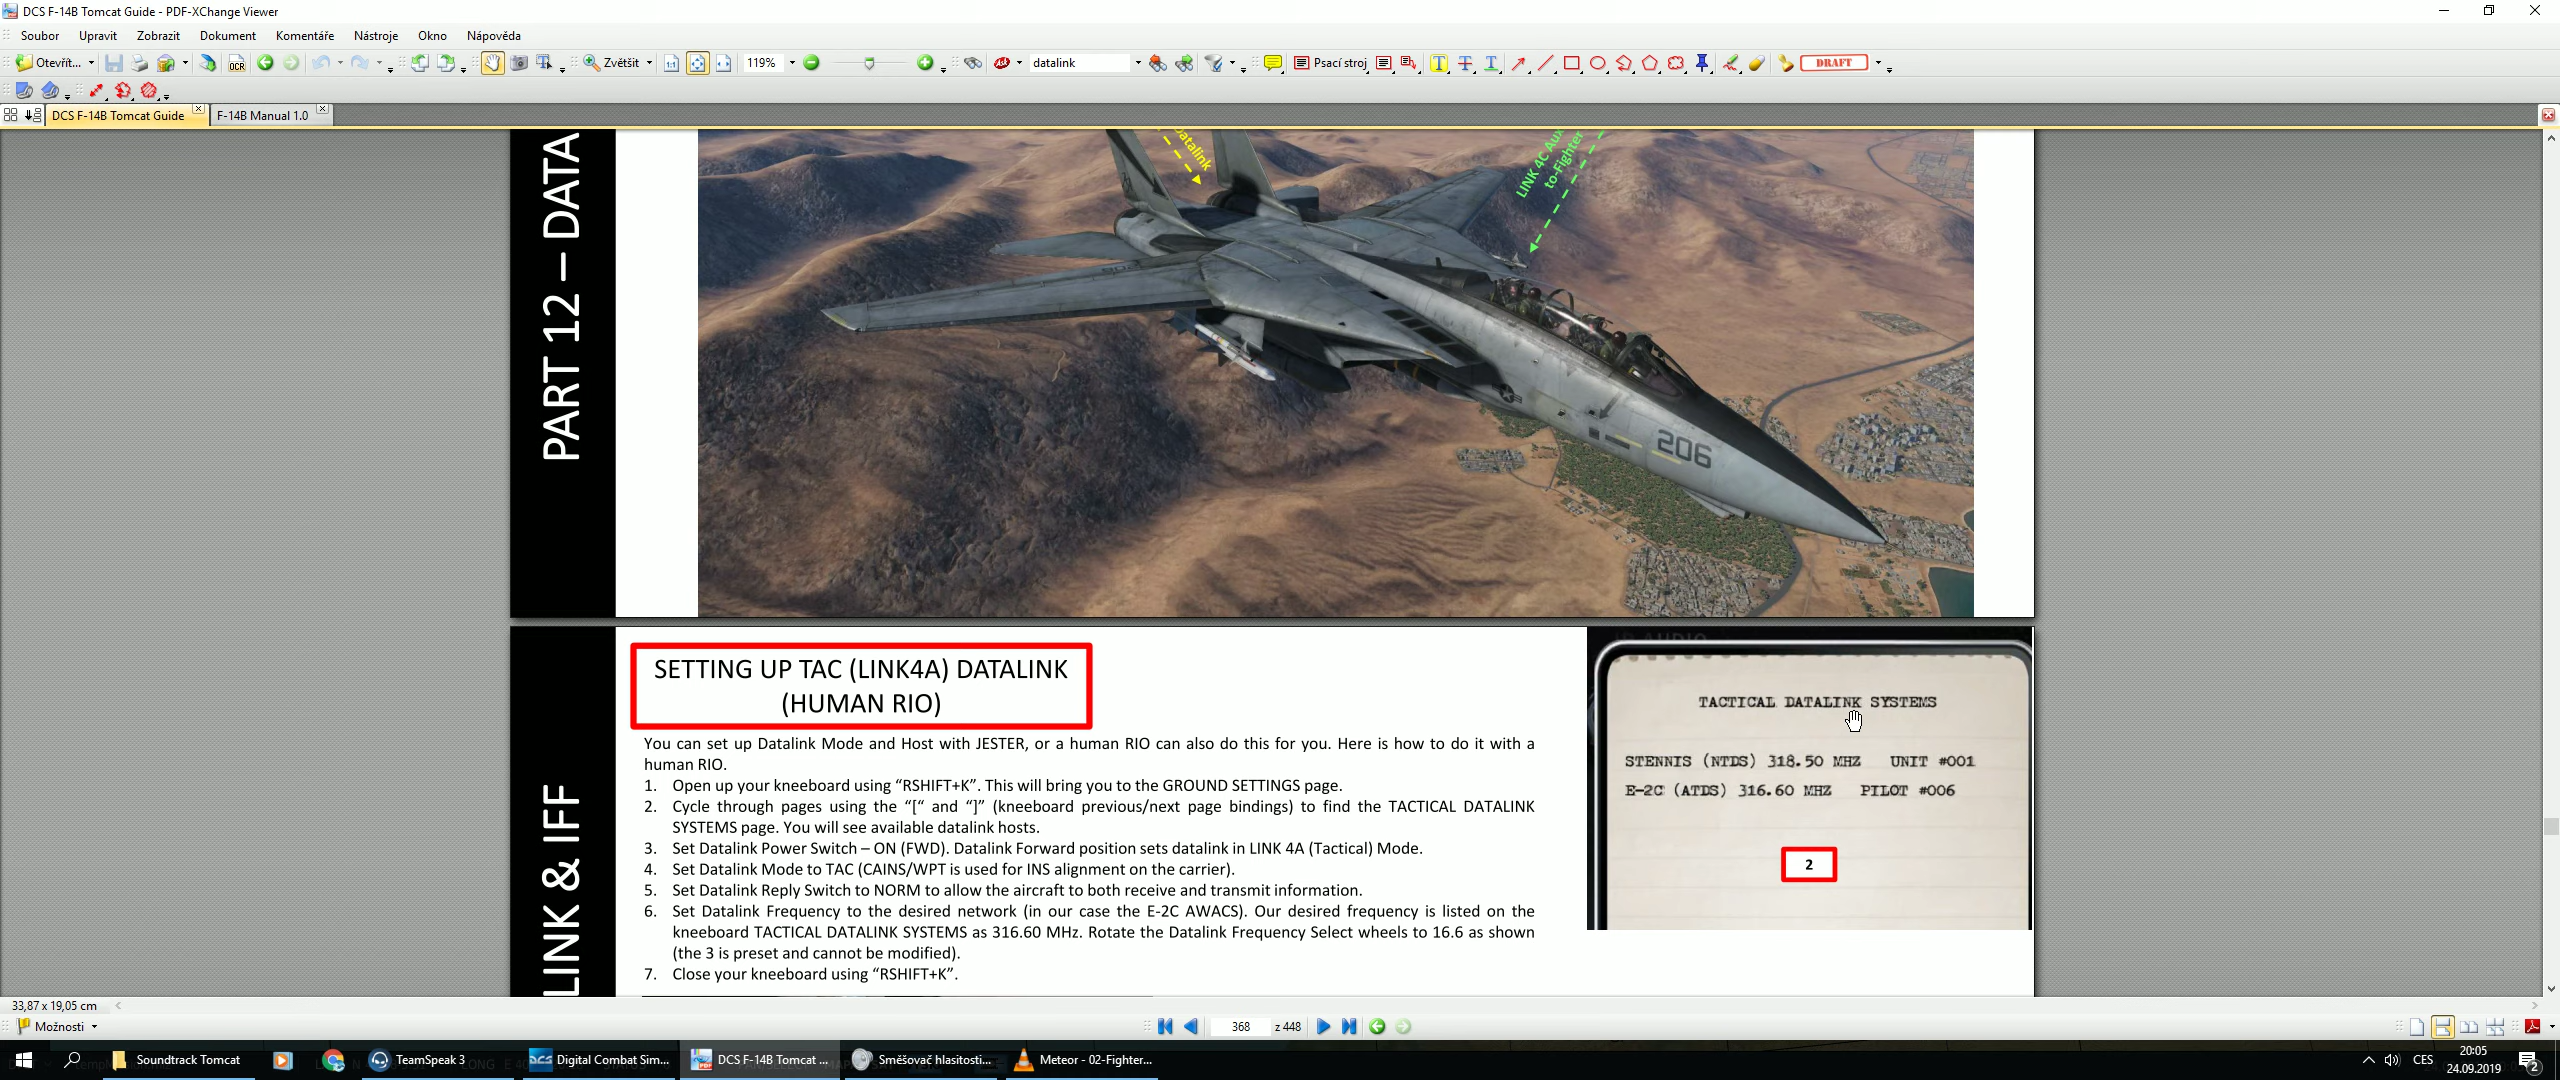 DCS F-14B Tomcat Guide - PDF-XChange Viewer
Soubor Upravit Zobrazit Dokument Komentáře Nástroje Okno Nápověda
Otevřít... OCR Zvětšit 1:1 119% Ask datalink Psací stroj DRAFT
DCS F-14B Tomcat Guide F-14B Manual 1.0
PART 12 – DATA
Datalink
LINK 4C Aux
to-Fighter
206
LINK & IFF
SETTING UP TAC (LINK4A) DATALINK
(HUMAN RIO)
You can set up Datalink Mode and Host with JESTER, or a human RIO can also do this for you. Here is how to do it with a
human RIO.
1. Open up your kneeboard using “RSHIFT+K”. This will bring you to the GROUND SETTINGS page.
2. Cycle through pages using the “[“ and “]” (kneeboard previous/next page bindings) to find the TACTICAL DATALINK
SYSTEMS page. You will see available datalink hosts.
3. Set Datalink Power Switch – ON (FWD). Datalink Forward position sets datalink in LINK 4A (Tactical) Mode.
4. Set Datalink Mode to TAC (CAINS/WPT is used for INS alignment on the carrier).
5. Set Datalink Reply Switch to NORM to allow the aircraft to both receive and transmit information.
6. Set Datalink Frequency to the desired network (in our case the E-2C AWACS). Our desired frequency is listed on the
kneeboard TACTICAL DATALINK SYSTEMS as 316.60 MHz. Rotate the Datalink Frequency Select wheels to 16.6 as shown
(the 3 is preset and cannot be modified).
7. Close your kneeboard using “RSHIFT+K”.
TACTICAL DATALINK SYSTEMS
STENNIS (NTDS) 318.50 MHZ UNIT #001
E-2C (ATDS) 316.60 MHZ PILOT #006
2
33,87 x 19,05 cm
Možnosti 368 z 448
Soundtrack Tomcat TeamSpeak 3 DCS Digital Combat Sim... DCS F-14B Tomcat ... Směšovač hlasitosti... Meteor - 02-Fighter... CES 20:05
24.09.2019 2